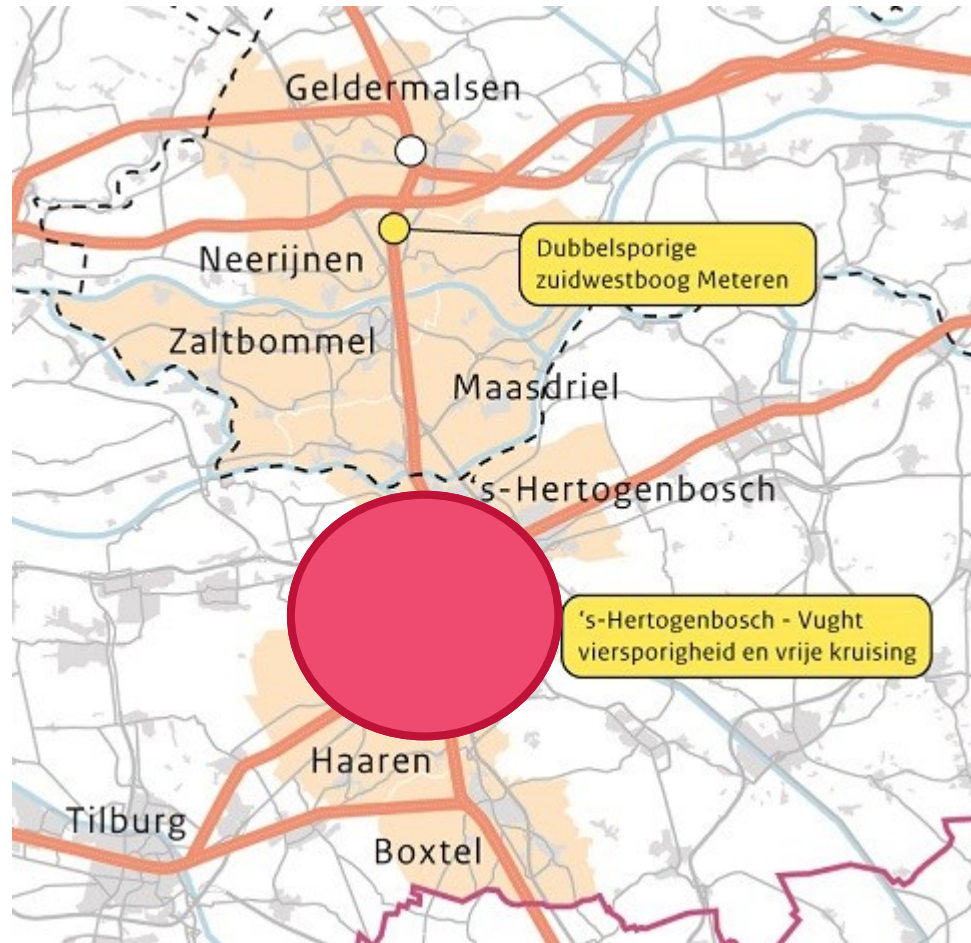 Geldermalsen
Dubbelsporige
zuidwestboog Meteren
Neerijnen
Zaltbommel
Maasdriel
‘s-Hertogenbosch
‘s-Hertogenbosch - Vught
viersporigheid en vrije kruising
Haaren
Tilburg
Boxtel